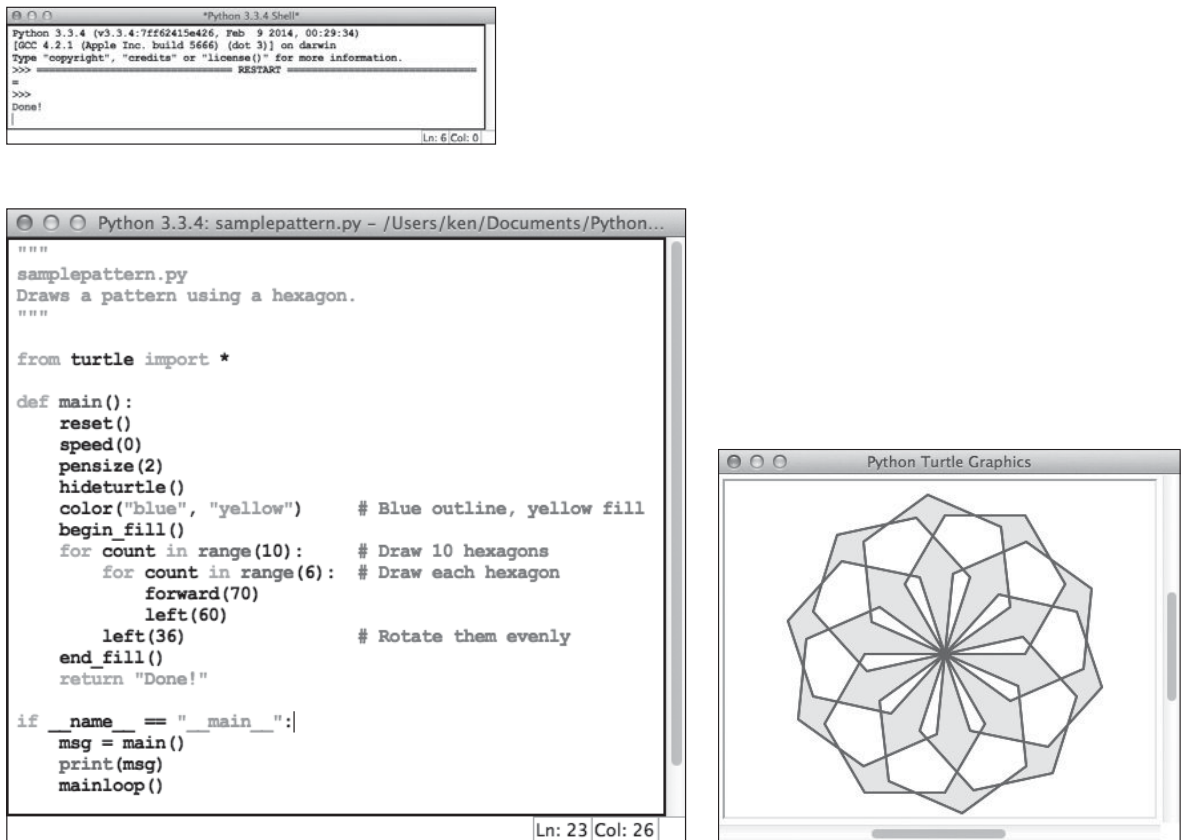 *Python 3.3.4 Shell*
Python 3.3.4 (v3.3.4:7ff62415e426, Feb  9 2014, 00:29:34)
[GCC 4.2.1 (Apple Inc. build 5666) (dot 3)] on darwin
Type "copyright", "credits" or "license()" for more information.
>>> ================================ RESTART ================================
=
>>>
Done!
Ln: 6 Col: 0
Python 3.3.4: samplepattern.py – /Users/ken/Documents/Python...
"""
samplepattern.py
Draws a pattern using a hexagon.
"""
from turtle import *
def main():
    reset()
    speed(0)
    pensize(2)
    hideturtle()
    color("blue", "yellow")     # Blue outline, yellow fill
    begin_fill()
    for count in range(10):     # Draw 10 hexagons
        for count in range(6):  # Draw each hexagon
            forward(70)
            left(60)
        left(36)                # Rotate them evenly
    end_fill()
    return "Done!"
if __name__ == "__main__":
    msg = main()
    print(msg)
    mainloop()
Ln: 23 Col: 26
Python Turtle Graphics